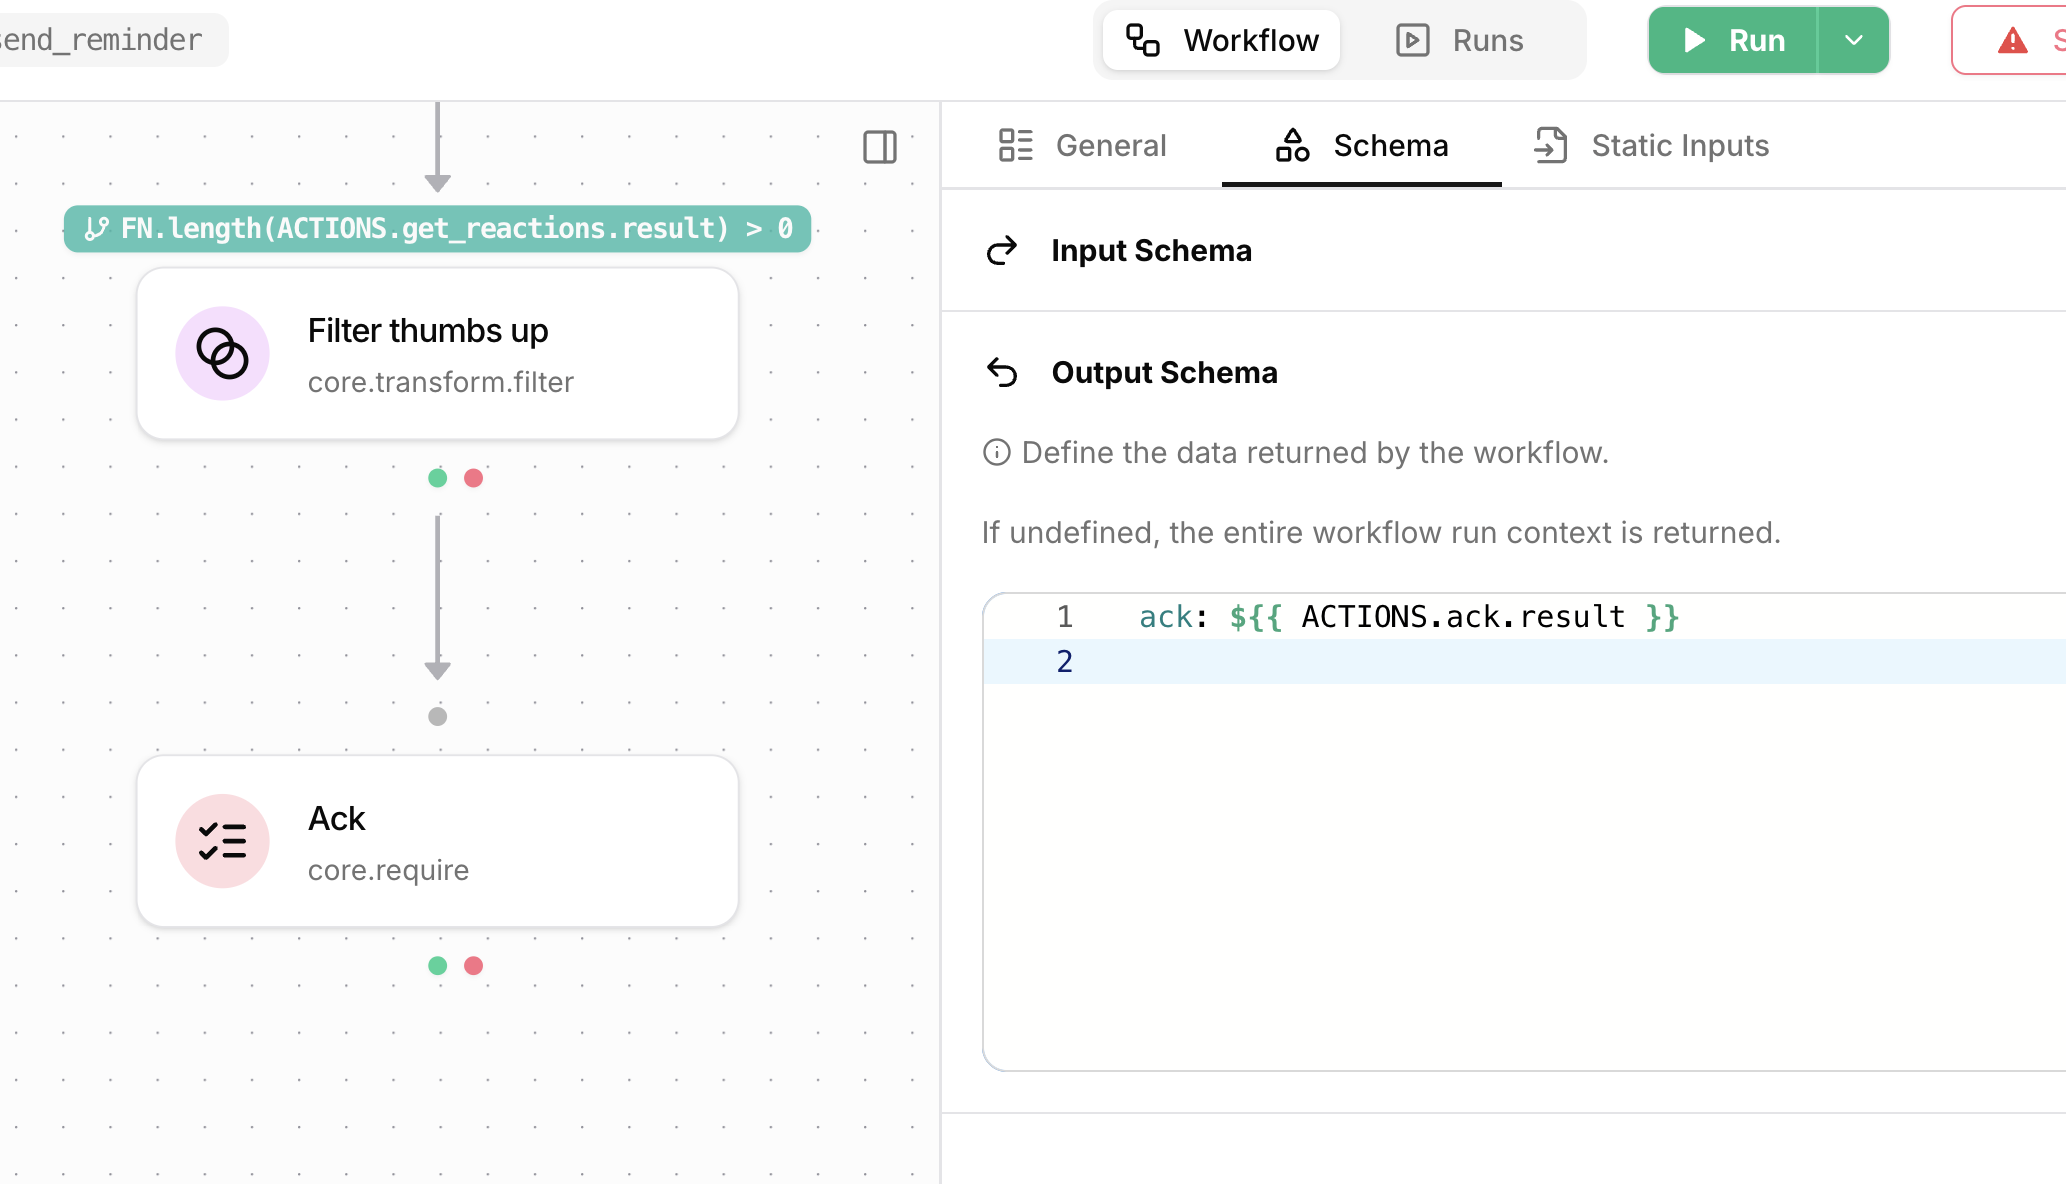 send_reminder
Workflow
Runs
Run
S
FN.length(ACTIONS.get_reactions.result) > 0
Filter thumbs up
core.transform.filter
Ack
core.require
General
Schema
Static Inputs
Input Schema
Output Schema
Define the data returned by the workflow.
If undefined, the entire workflow run context is returned.
1 ack: ${{ ACTIONS.ack.result }}
2